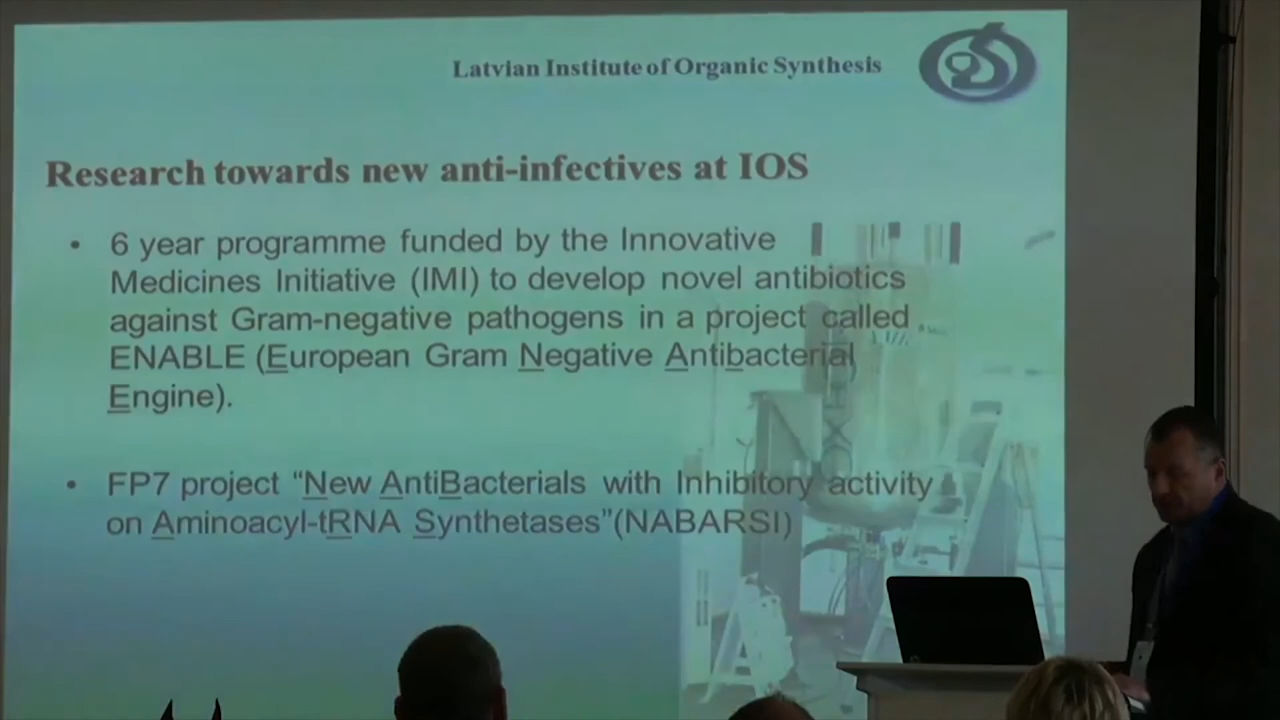 Latvian Institute of Organic Synthesis
Research towards new anti-infectives at IOS
• 6 year programme funded by the Innovative
Medicines Initiative (IMI) to develop novel antibiotics
against Gram-negative pathogens in a project called
ENABLE (European Gram Negative Antibacterial
Engine).
• FP7 project “New AntiBacterials with Inhibitory activity
on Aminoacyl-tRNA Synthetases”(NABARSI)